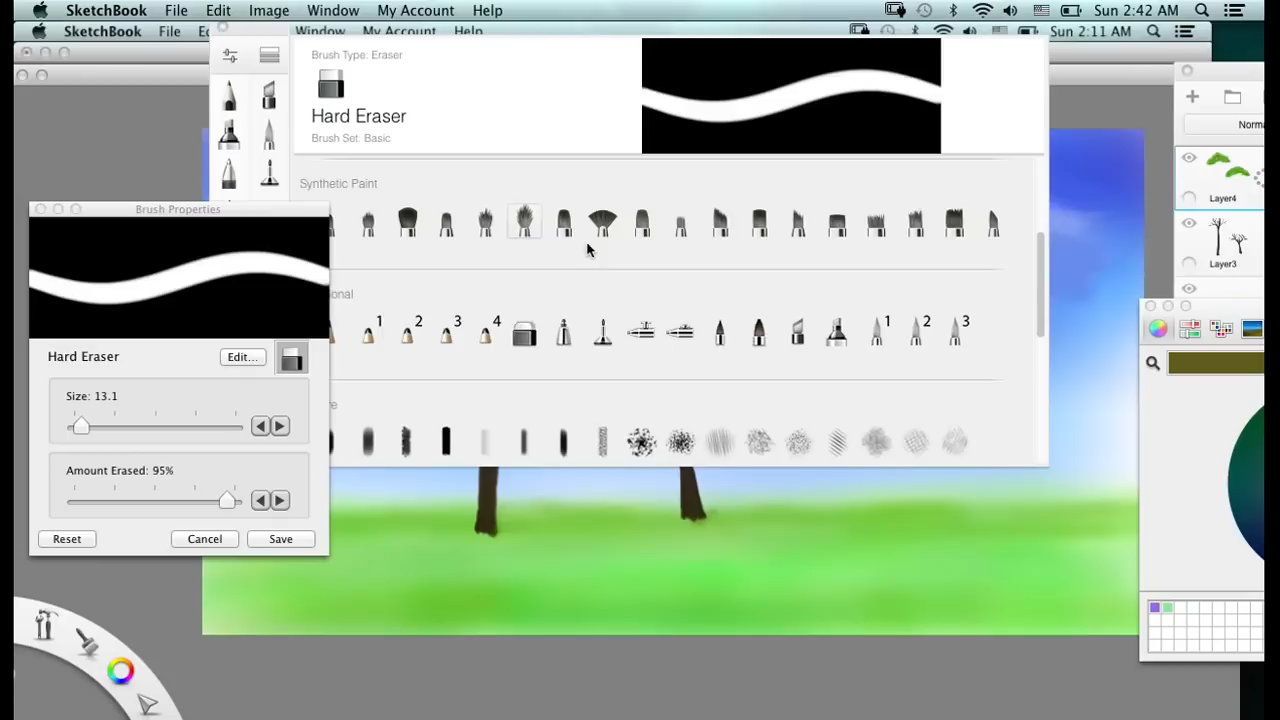 SketchBook File Edit Image Window My Account Help Sun 2:42 AM
SketchBook File Window My Account Help Sun 2:11 AM
Brush Type: Eraser
Hard Eraser
Brush Set: Basic
Synthetic Paint
1 2 3 4 1 2 3
Brush Properties
Hard Eraser
Edit...
Size: 13.1
Amount Erased: 95%
Reset Cancel Save
Layer4
Layer3